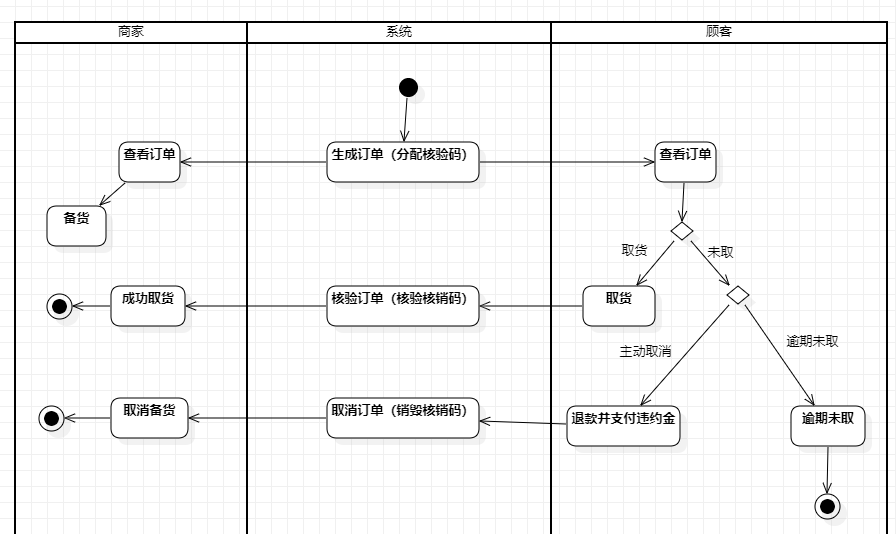 商家
系统
顾客
查看订单
生成订单（分配核验码）
查看订单
备货
取货
未取
成功取货
核验订单（核验核销码）
取货
主动取消
逾期未取
取消备货
取消订单（销毁核销码）
退款并支付违约金
逾期未取